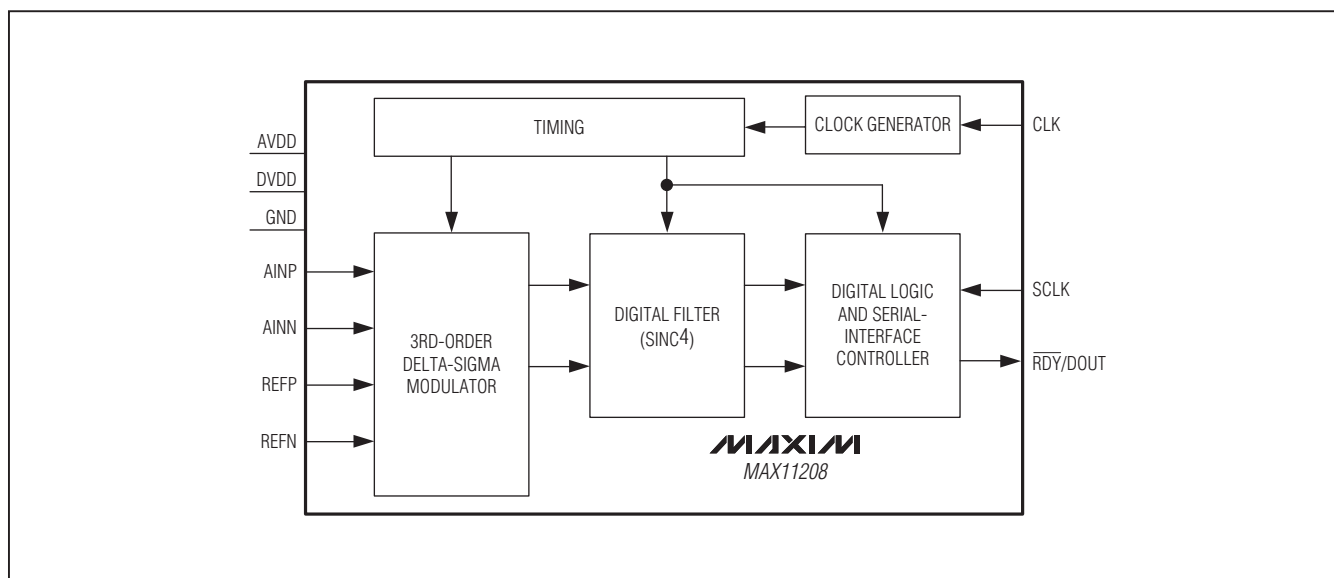 TIMING
CLOCK GENERATOR
CLK
AVDD
DVDD
GND
AINP
AINN
REFP
REFN
3RD-ORDER
DELTA-SIGMA
MODULATOR
DIGITAL FILTER
(SINC4)
DIGITAL LOGIC
AND SERIAL-
INTERFACE
CONTROLLER
SCLK
RDY/DOUT
MAXIM
MAX11208